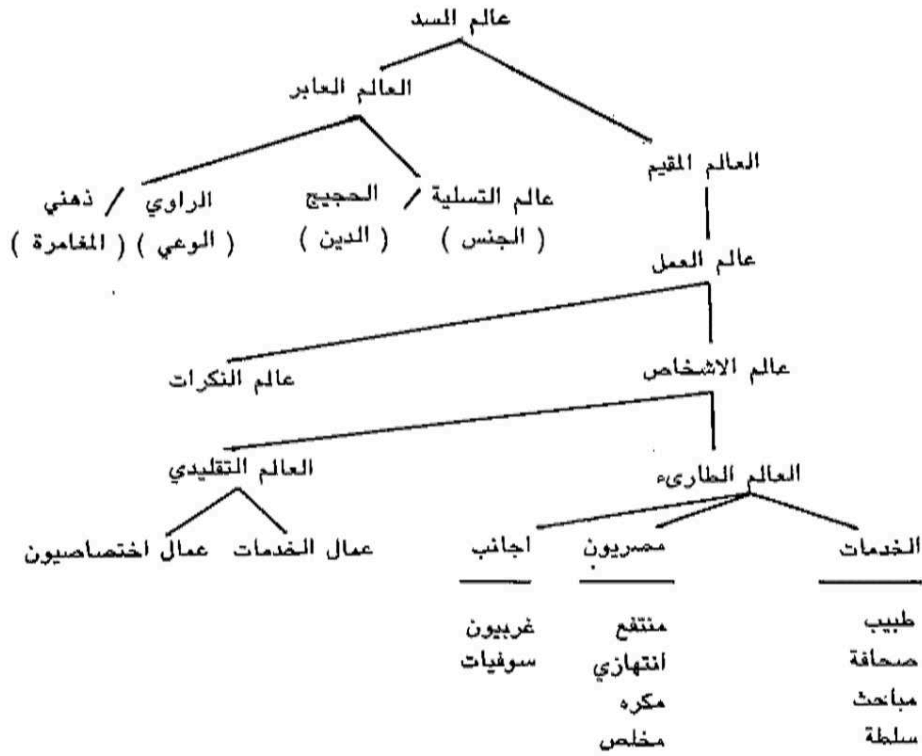 عالم السد
العالم العابر
العالم المقيم
عالم التسلية / الحجيج
الراوي / ذهني
( الجنس ) ( الدين ) ( الوعي ) ( المغامرة )
عالم العمل
عالم الاشخاص
عالم النكرات
العالم الطارىء
العالم التقليدي
الخدمات
مصريون
اجانب
عمال الخدمات
عمال اختصاصيون
طبيب
منتفع
غربيون
صحافة
انتهازي
سوفيات
مباحث
مكره
سلطة
مخلص